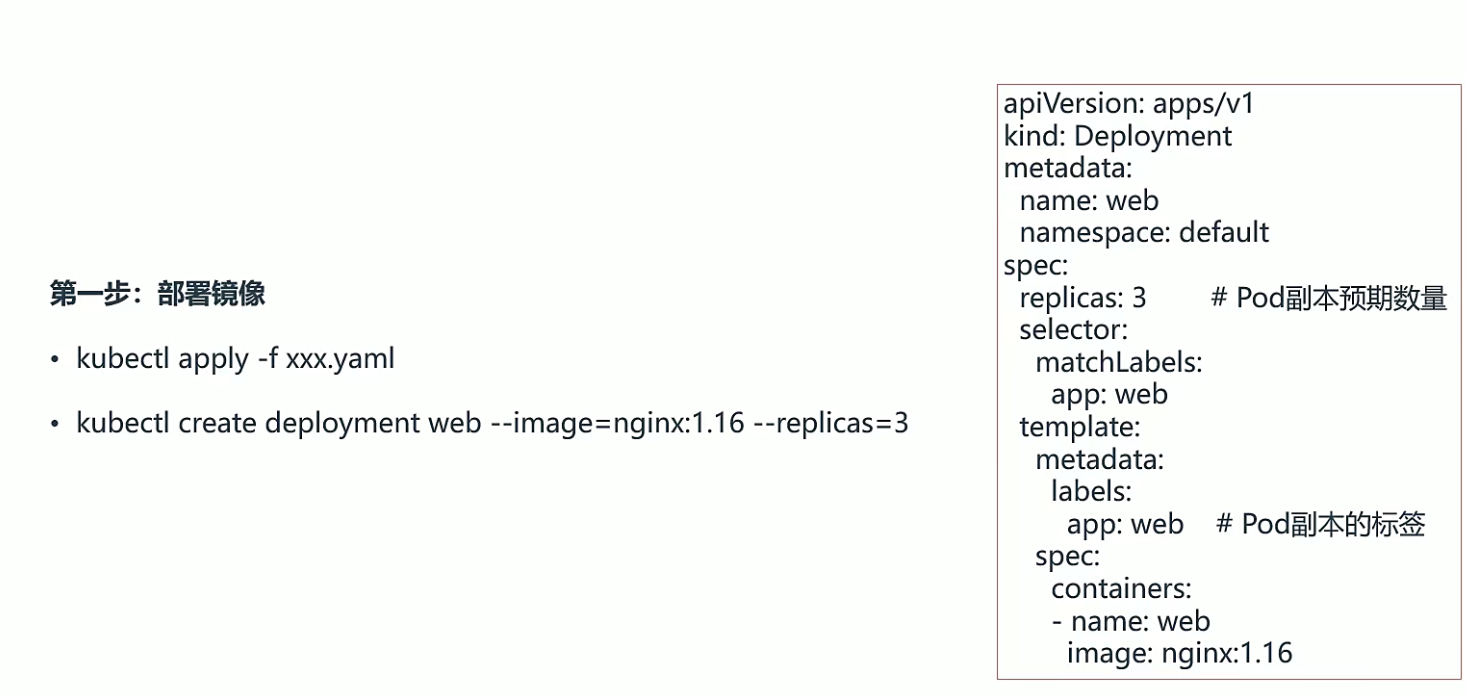 第一步：部署镜像
• kubectl apply -f xxx.yaml
• kubectl create deployment web --image=nginx:1.16 --replicas=3
apiVersion: apps/v1
kind: Deployment
metadata:
  name: web
  namespace: default
spec:
  replicas: 3        # Pod副本预期数量
  selector:
    matchLabels:
      app: web
  template:
    metadata:
      labels:
        app: web    # Pod副本的标签
    spec:
      containers:
      - name: web
        image: nginx:1.16